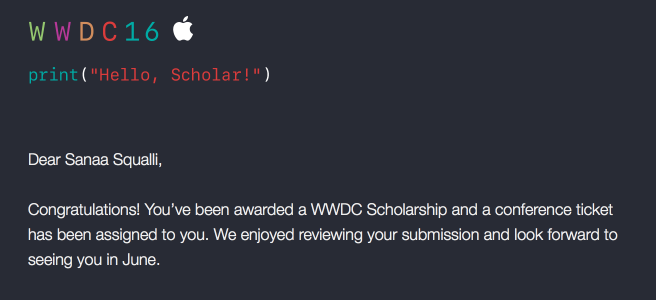 WWDC16
print("Hello, Scholar!")
Dear Sanaa Squalli,
Congratulations! You’ve been awarded a WWDC Scholarship and a conference ticket
has been assigned to you. We enjoyed reviewing your submission and look forward to
seeing you in June.